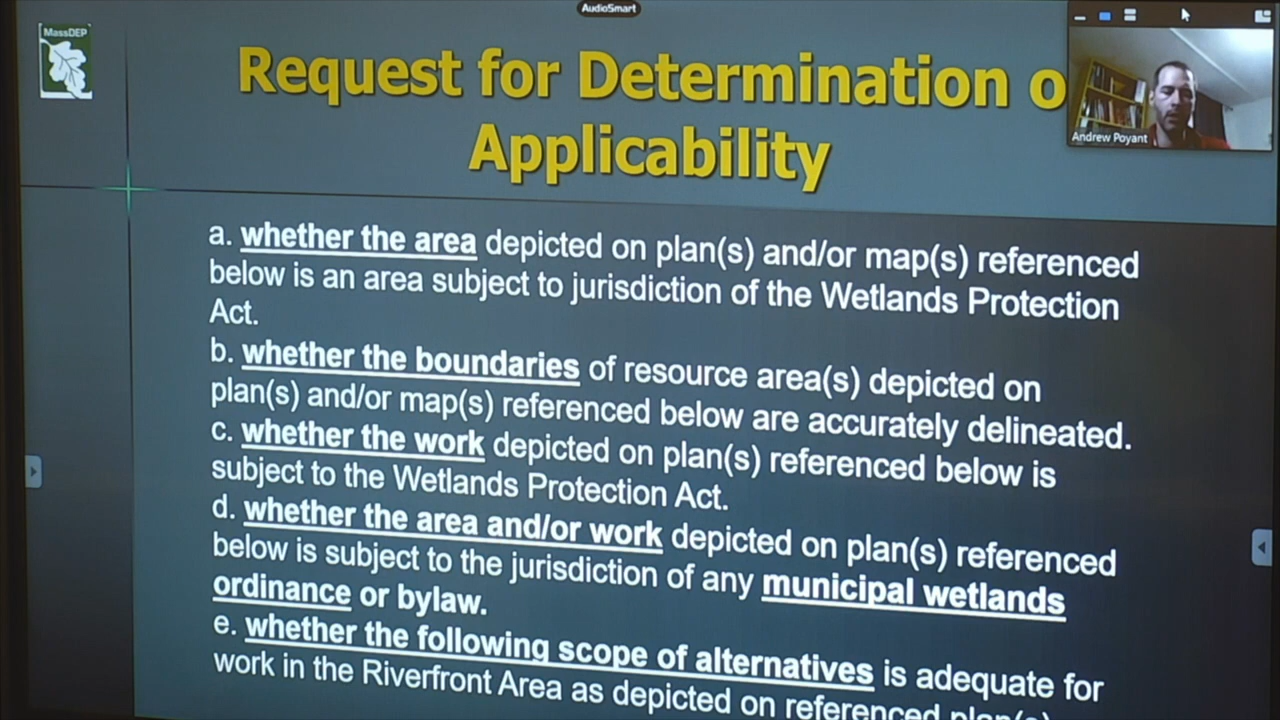 AudioSmart
MassDEP
Request for Determination o
Applicability
Andrew Poyant
a. whether the area depicted on plan(s) and/or map(s) referenced
below is an area subject to jurisdiction of the Wetlands Protection
Act.
b. whether the boundaries of resource area(s) depicted on
plan(s) and/or map(s) referenced below are accurately delineated.
c. whether the work depicted on plan(s) referenced below is
subject to the Wetlands Protection Act.
d. whether the area and/or work depicted on plan(s) referenced
below is subject to the jurisdiction of any municipal wetlands
ordinance or bylaw.
e. whether the following scope of alternatives is adequate for
work in the Riverfront Area as depicted on referenced plan(s).